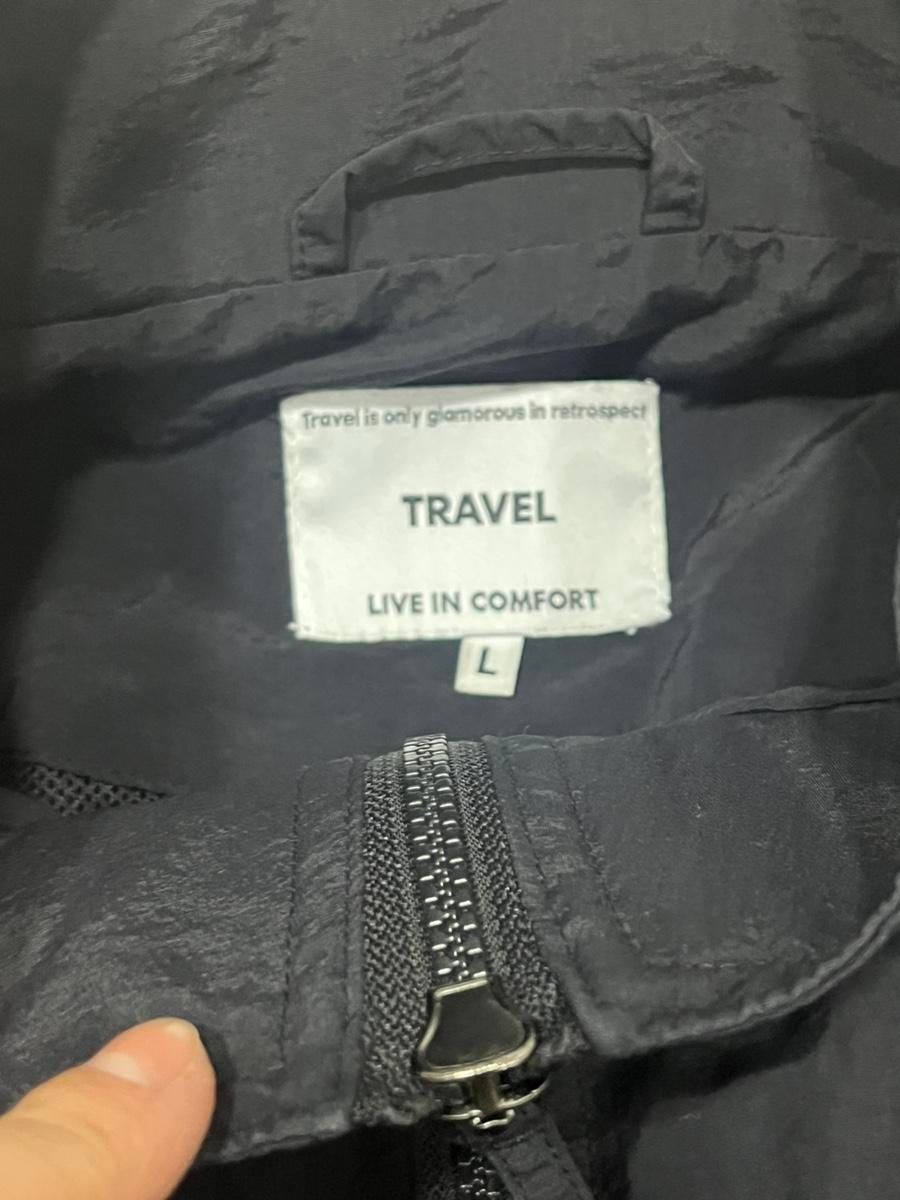 Travel is only glamorous in retrospect
TRAVEL
LIVE IN COMFORT
L